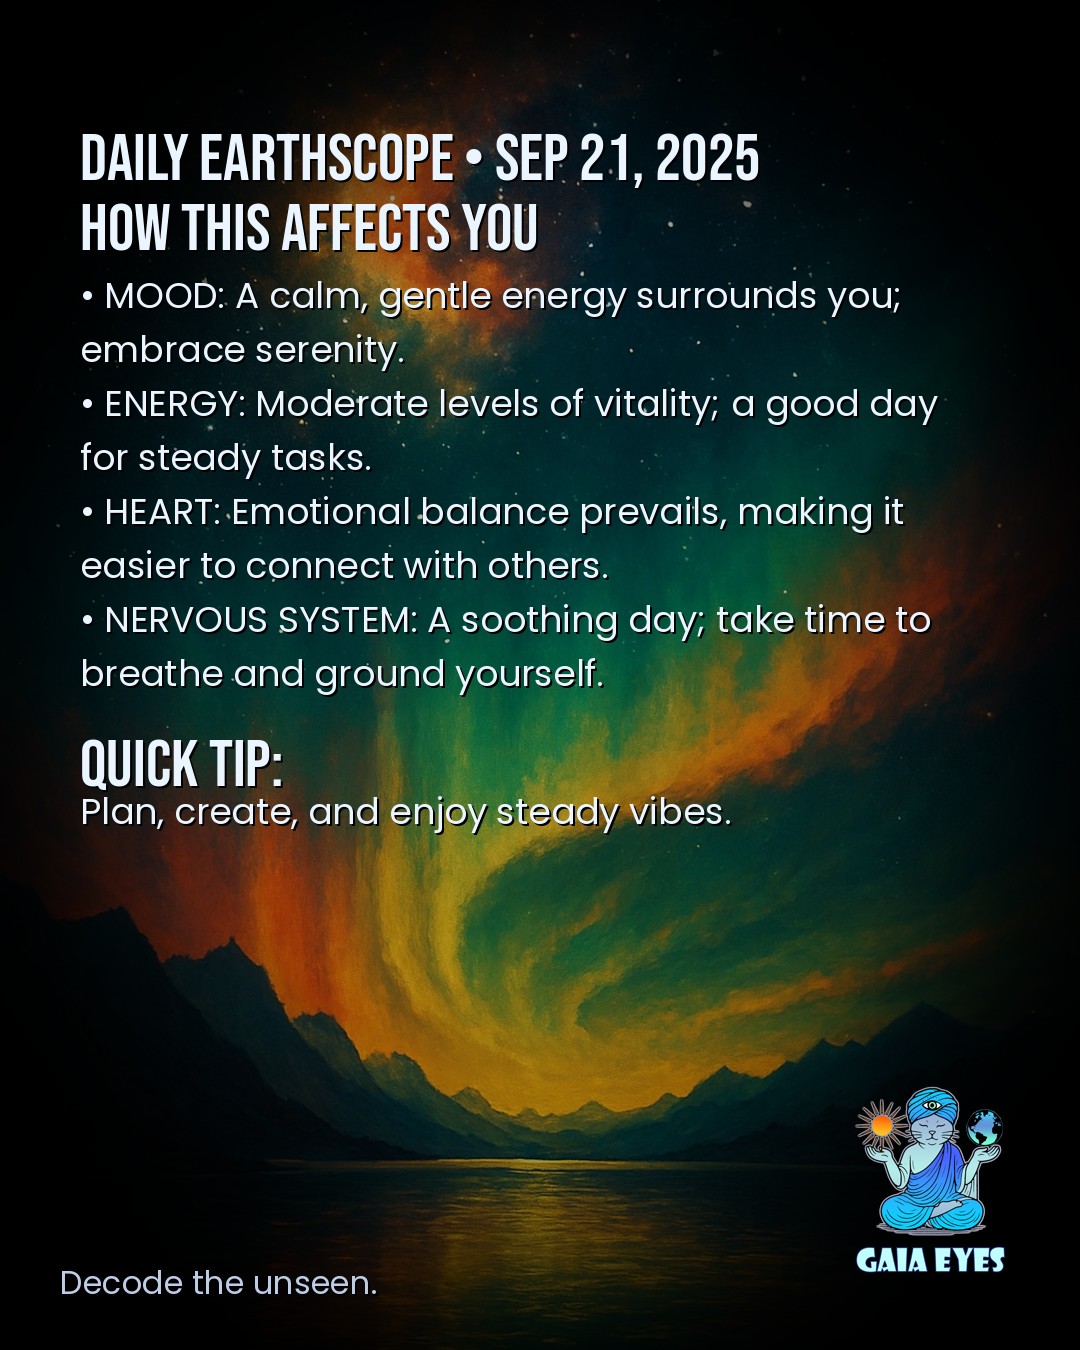 DAILY EARTHSCOPE • SEP 21, 2025
HOW THIS AFFECTS YOU
• MOOD: A calm, gentle energy surrounds you;
embrace serenity.
• ENERGY: Moderate levels of vitality; a good day
for steady tasks.
• HEART: Emotional balance prevails, making it
easier to connect with others.
• NERVOUS SYSTEM: A soothing day; take time to
breathe and ground yourself.
QUICK TIP:
Plan, create, and enjoy steady vibes.
GAIA EYES
Decode the unseen.